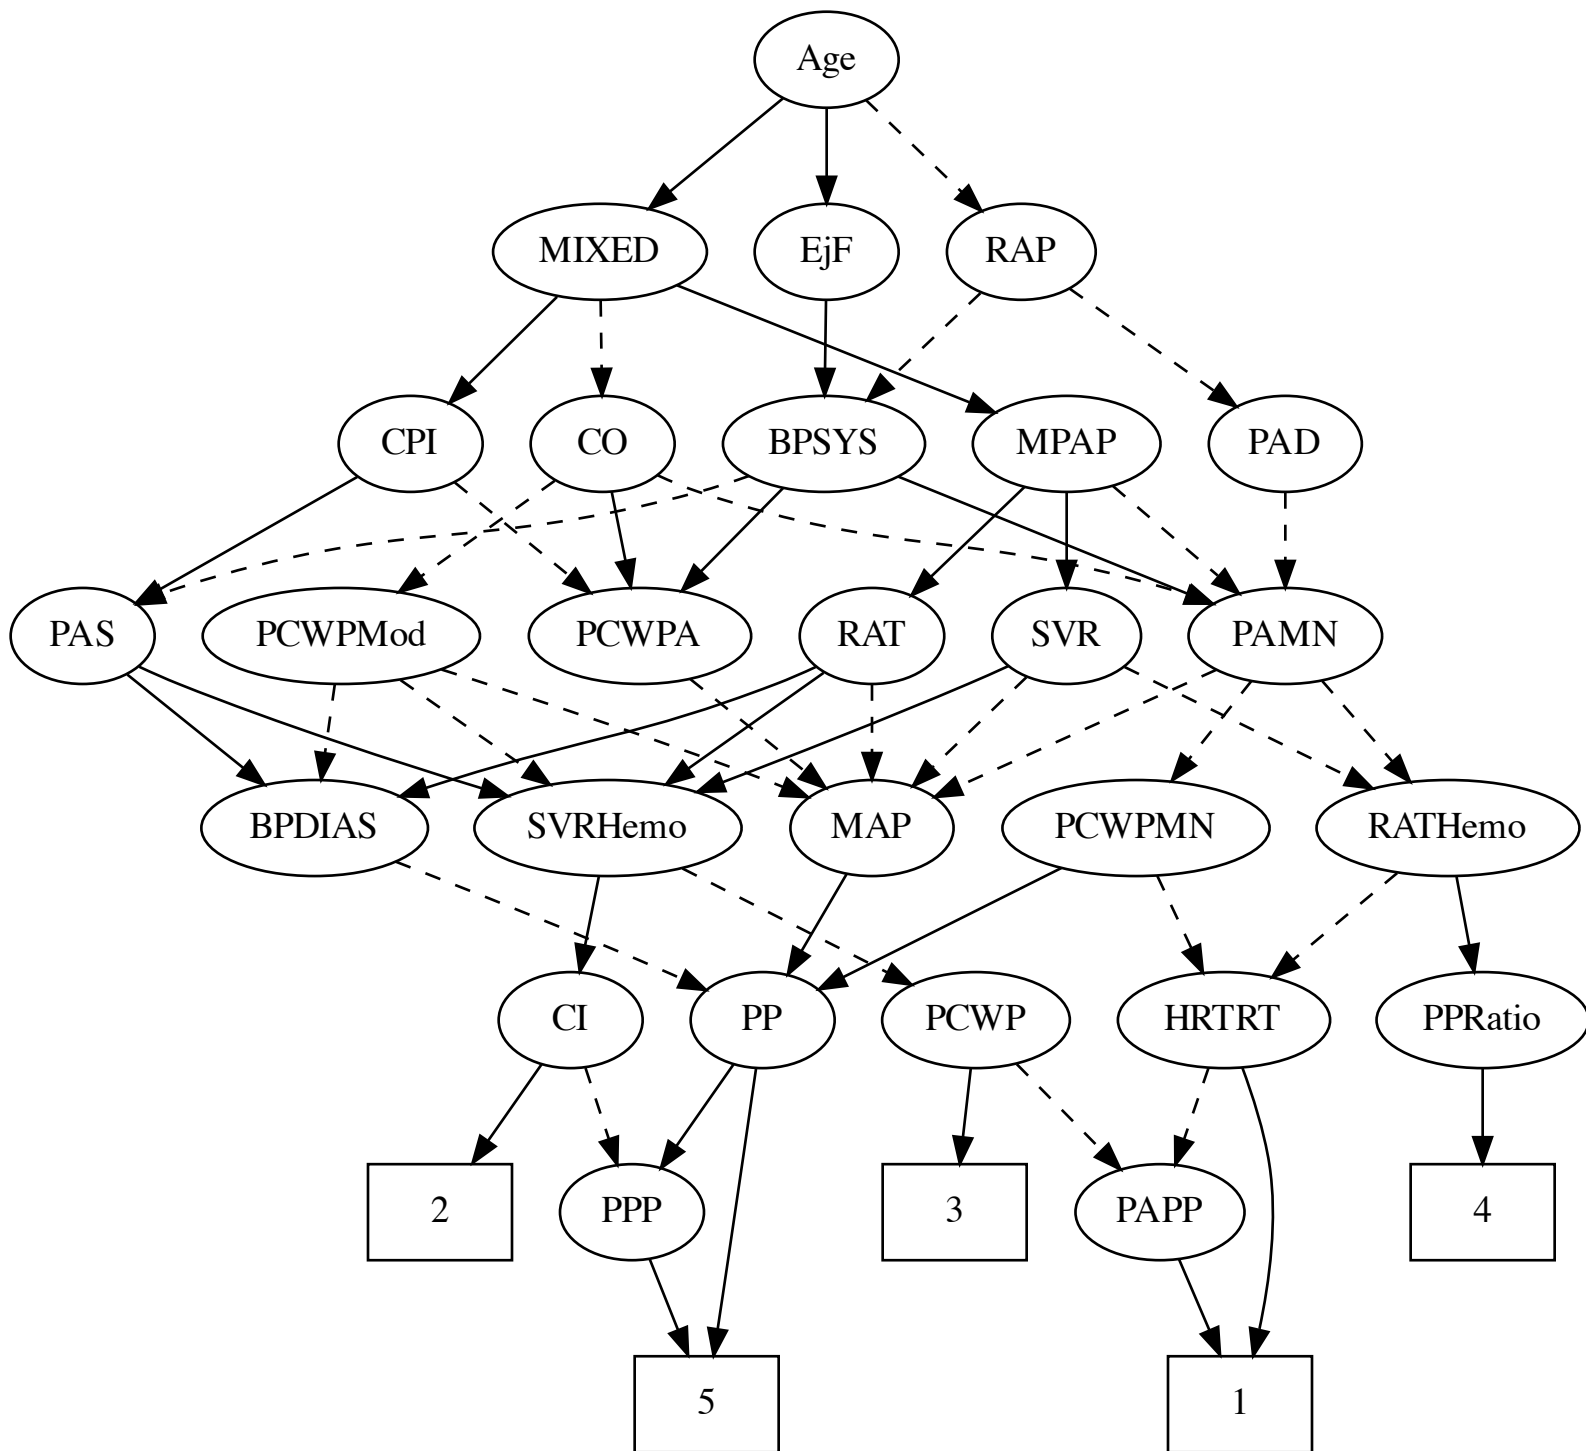 Age
MIXED
EjF
RAP
CPI
CO
BPSYS
MPAP
PAD
PAS
PCWPMod
PCWPA
RAT
SVR
PAMN
BPDIAS
SVRHemo
MAP
PCWPMN
RATHemo
CI
PP
PCWP
HRTRT
PPRatio
2
PPP
3
PAPP
4
5
1